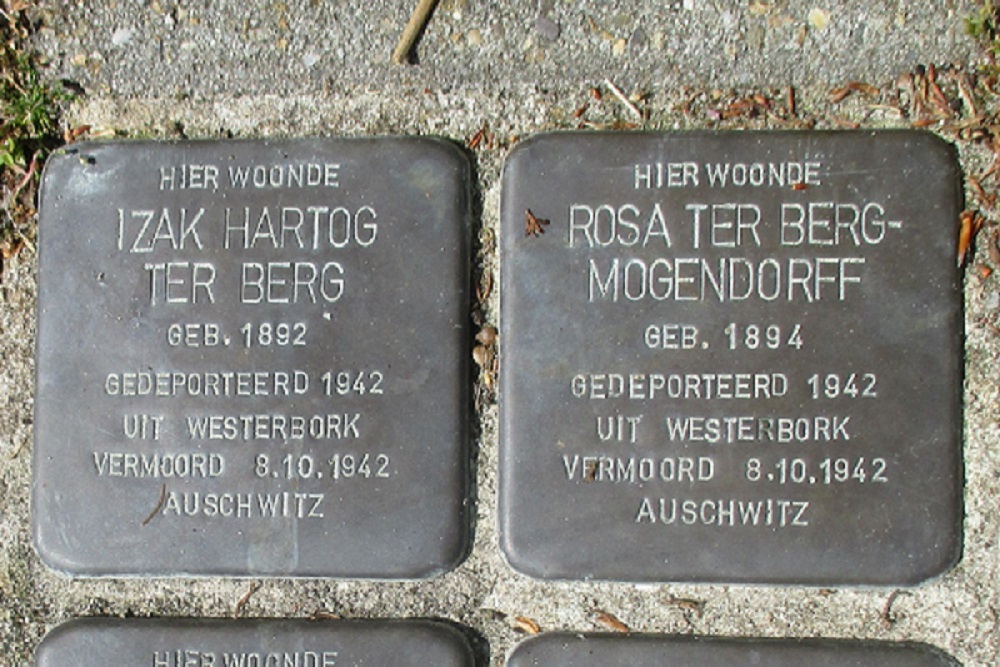 HIER WOONDE
IZAK HARTOG
TER BERG
GEB. 1892
GEDEPORTEERD 1942
UIT WESTERBORK
VERMOORD 8.10.1942
AUSCHWITZ
HIER WOONDE
ROSA TER BERG-
MOGENDORFF
GEB. 1894
GEDEPORTEERD 1942
UIT WESTERBORK
VERMOORD 8.10.1942
AUSCHWITZ
HIER WOONDE